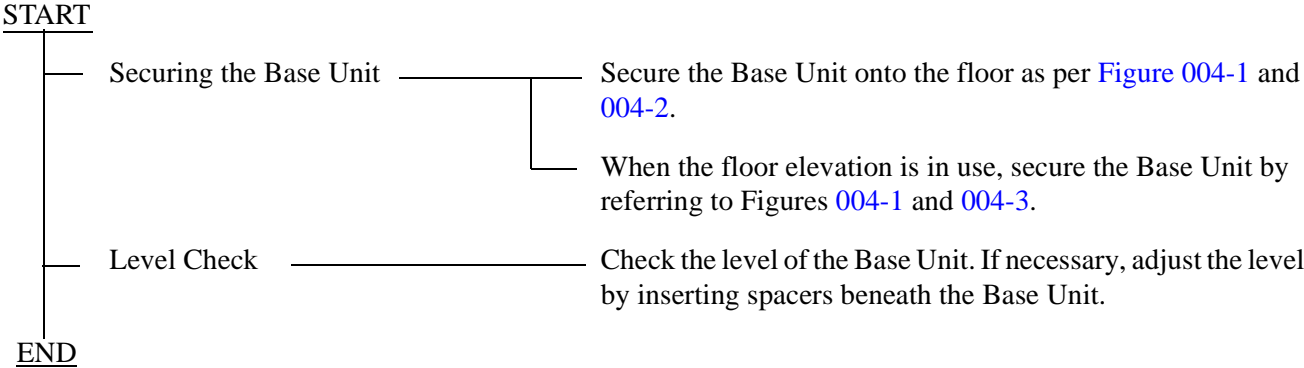 START
Securing the Base Unit
Secure the Base Unit onto the floor as per Figure 004-1 and
004-2.
When the floor elevation is in use, secure the Base Unit by
referring to Figures 004-1 and 004-3.
Level Check
Check the level of the Base Unit. If necessary, adjust the level
by inserting spacers beneath the Base Unit.
END